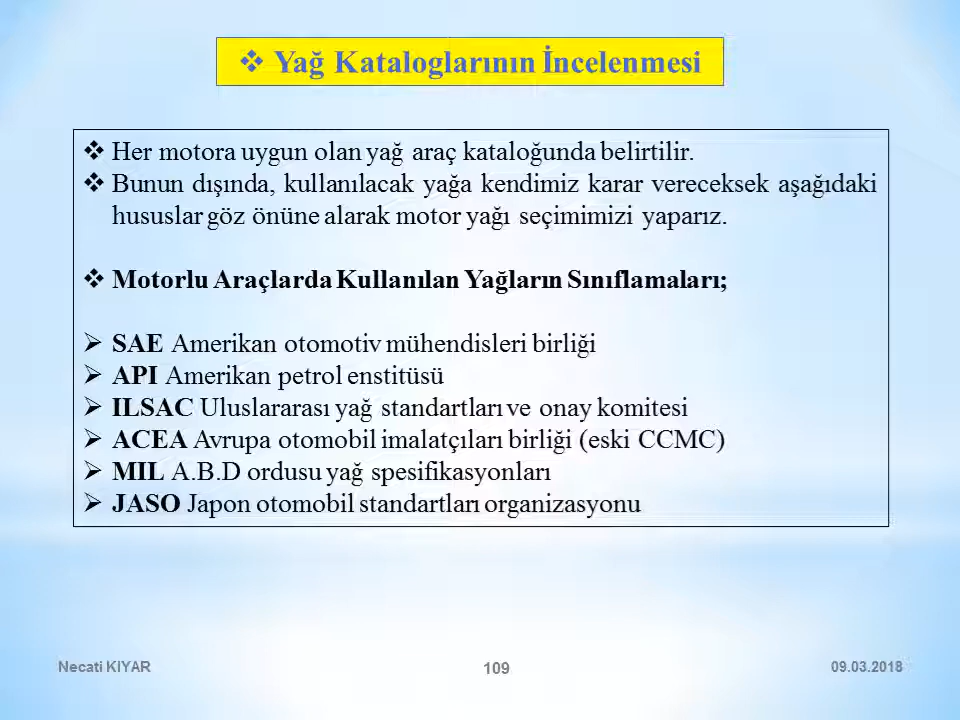 ❖ Yağ Kataloglarının İncelenmesi
❖ Her motora uygun olan yağ araç kataloğunda belirtilir.
❖ Bunun dışında, kullanılacak yağa kendimiz karar vereceksek aşağıdaki
hususlar göz önüne alarak motor yağı seçimimizi yaparız.
❖ Motorlu Araçlarda Kullanılan Yağların Sınıflamaları;
➢ SAE Amerikan otomotiv mühendisleri birliği
➢ API Amerikan petrol enstitüsü
➢ ILSAC Uluslararası yağ standartları ve onay komitesi
➢ ACEA Avrupa otomobil imalatçıları birliği (eski CCMC)
➢ MIL A.B.D ordusu yağ spesifikasyonları
➢ JASO Japon otomobil standartları organizasyonu
Necati KIYAR
109
09.03.2018